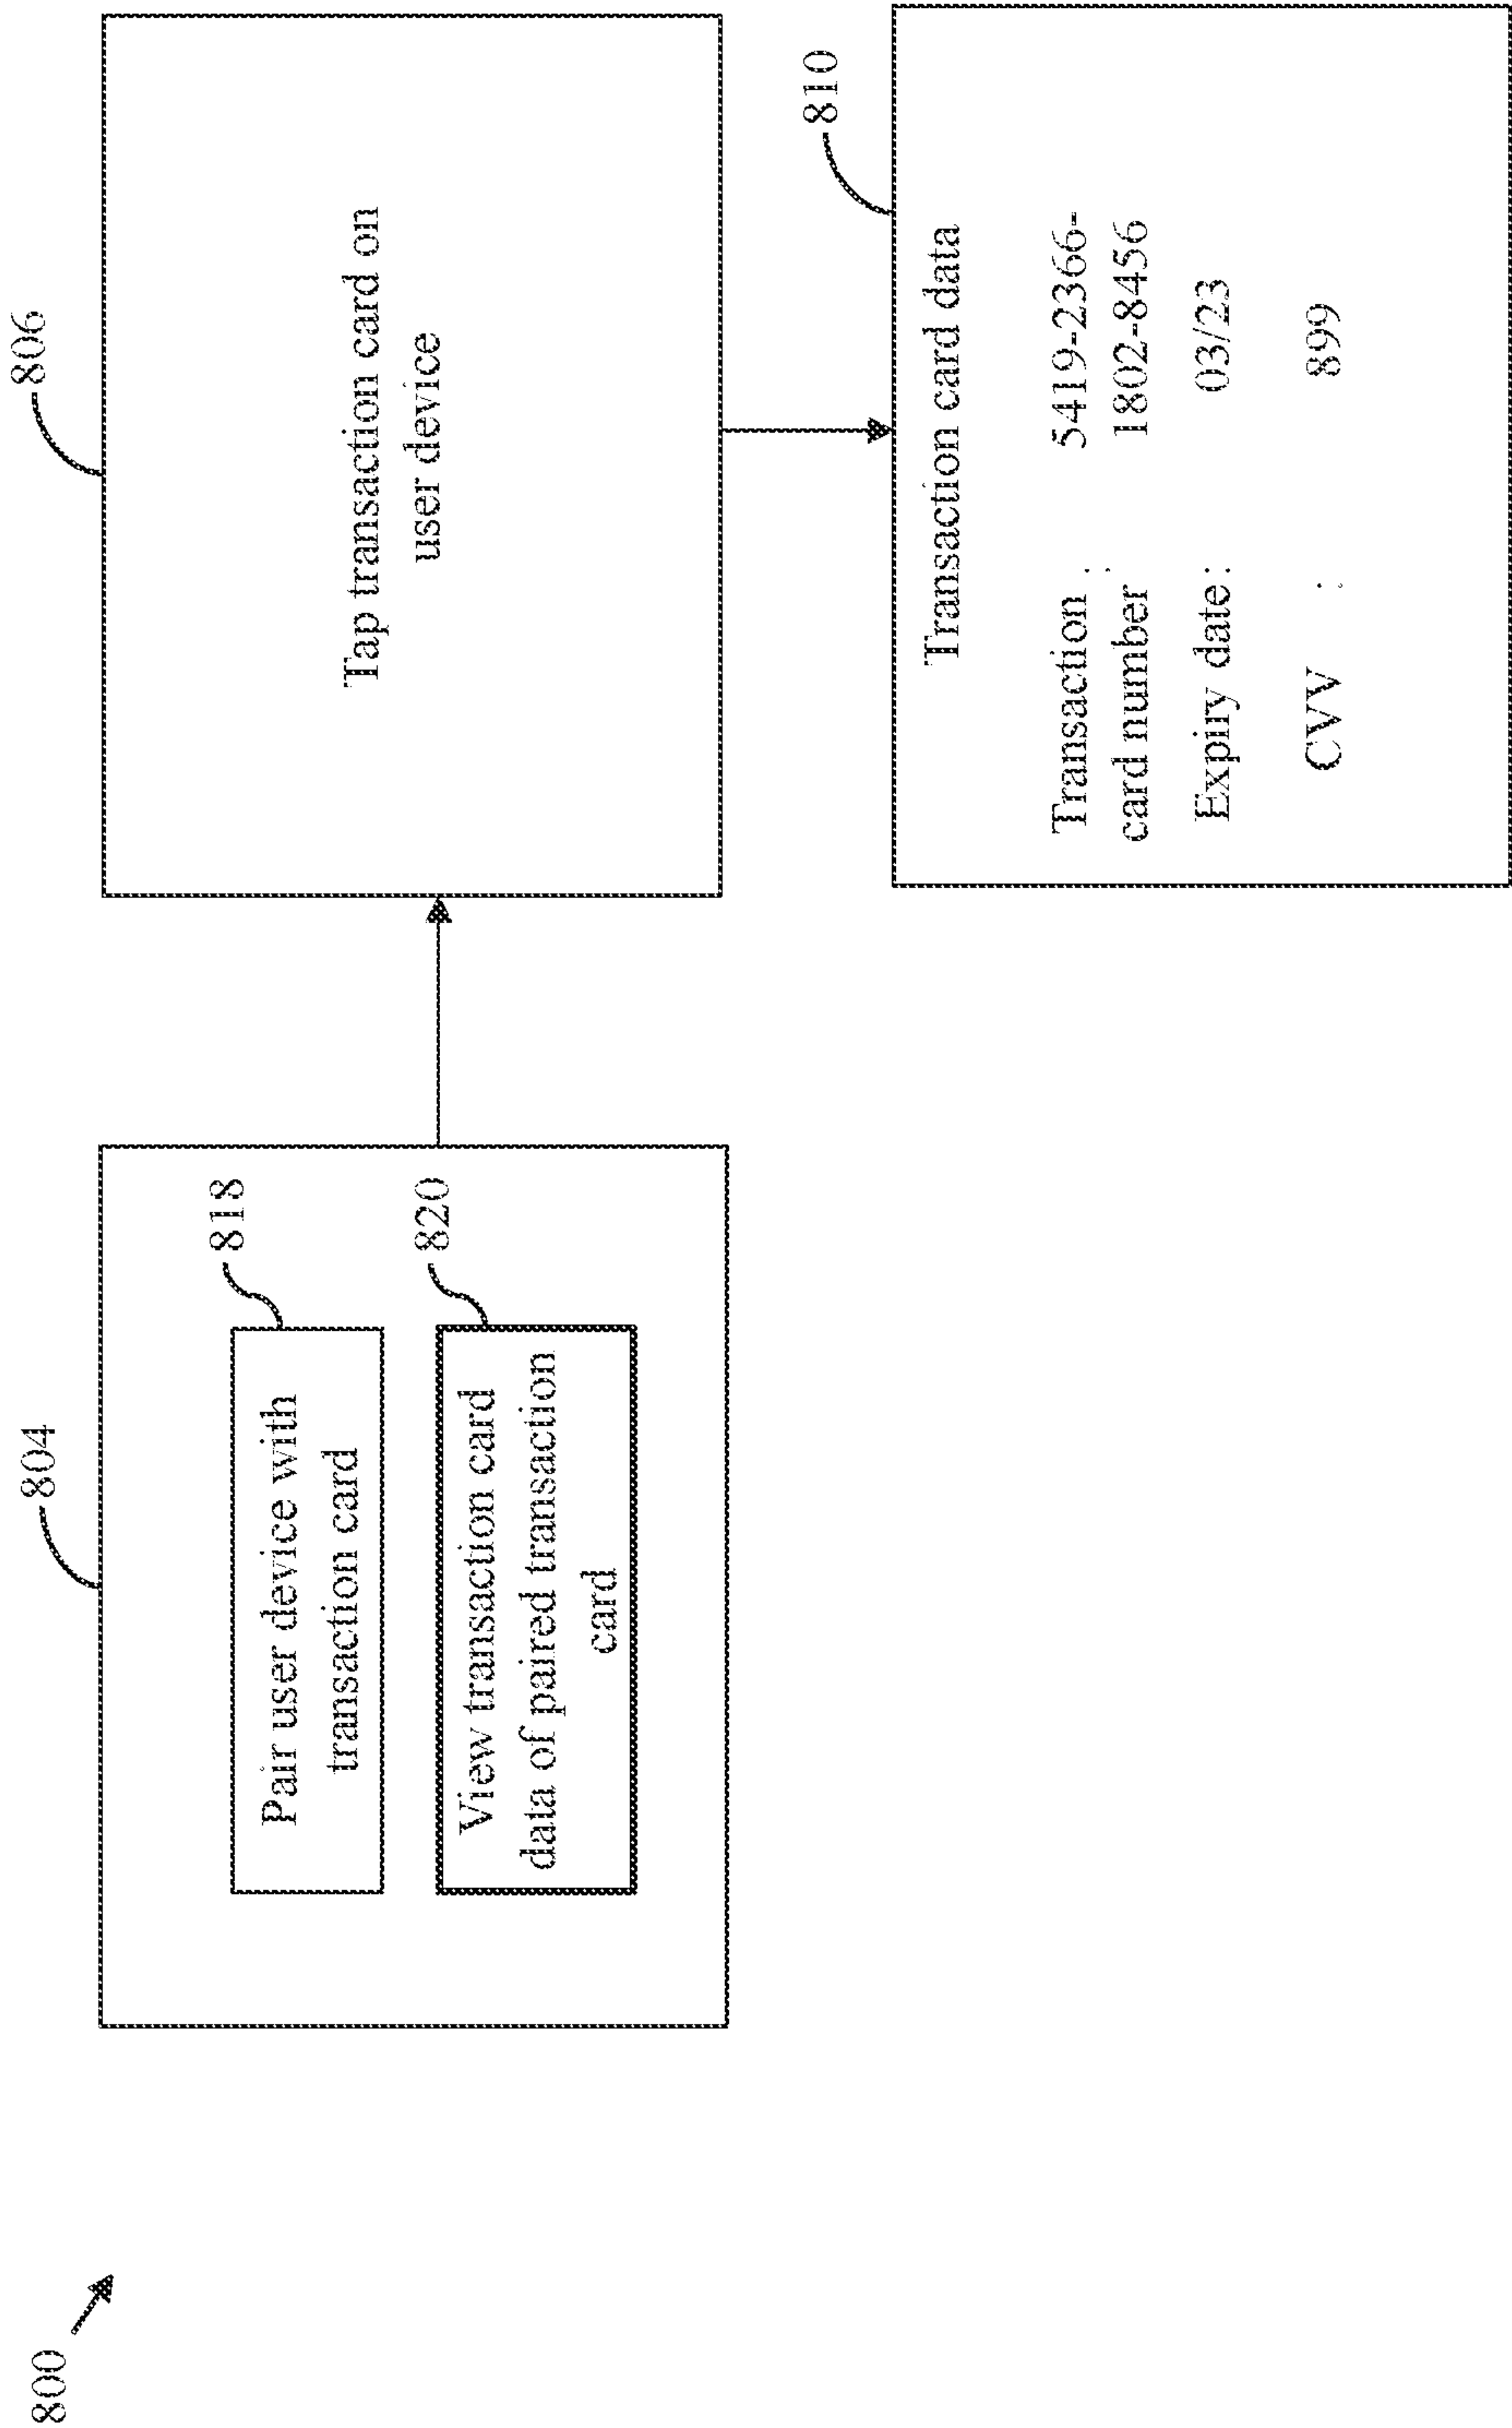 800
804
818
Pair user device with
transaction card
820
View transaction card
data of paired transaction
card
806
Tap transaction card on
user device
810
Transaction card data
Transaction : 5419-2366-
card number 1802-8456
Expiry date: 03/23
CVV : 899